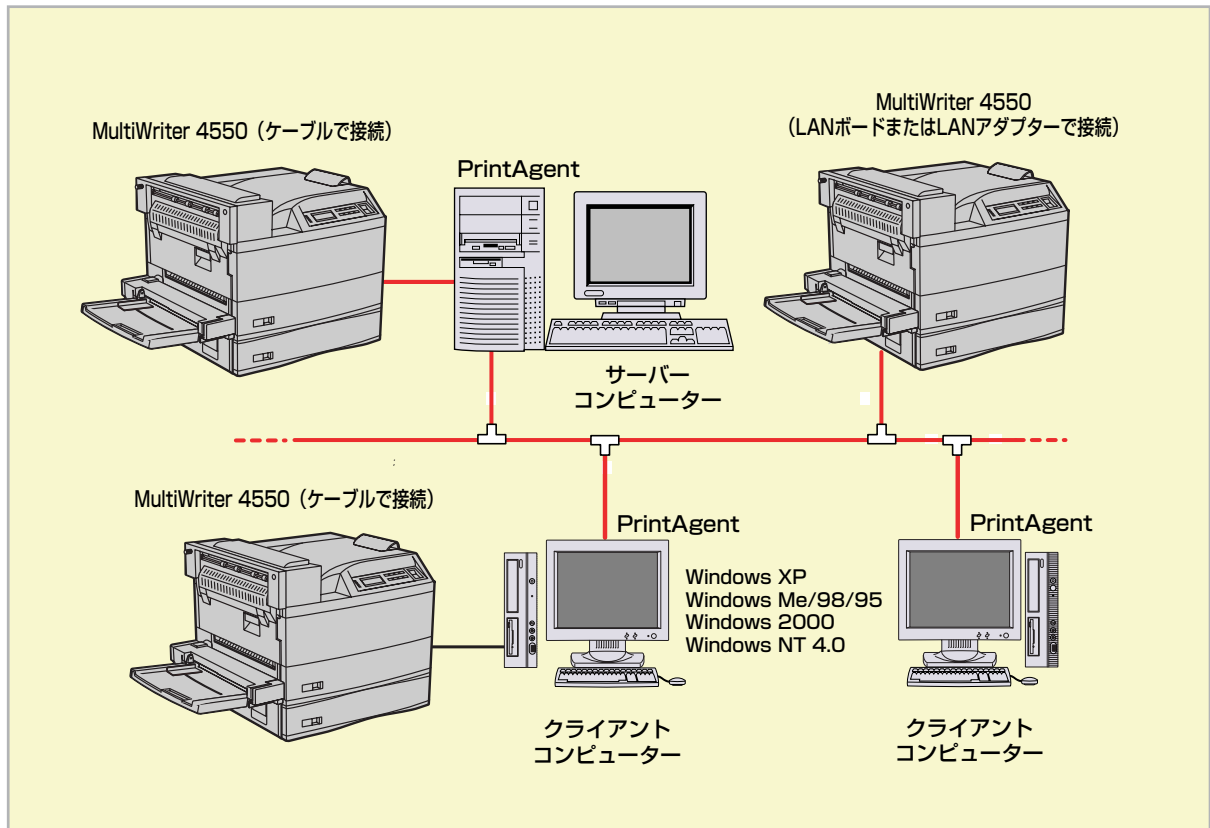 MultiWriter 4550（ケーブルで接続）
MultiWriter 4550
（LANボードまたはLANアダプターで接続）
PrintAgent
サーバー
コンピューター
MultiWriter 4550（ケーブルで接続）
PrintAgent
Windows XP
Windows Me/98/95
Windows 2000
Windows NT 4.0
クライアント
コンピューター
PrintAgent
クライアント
コンピューター